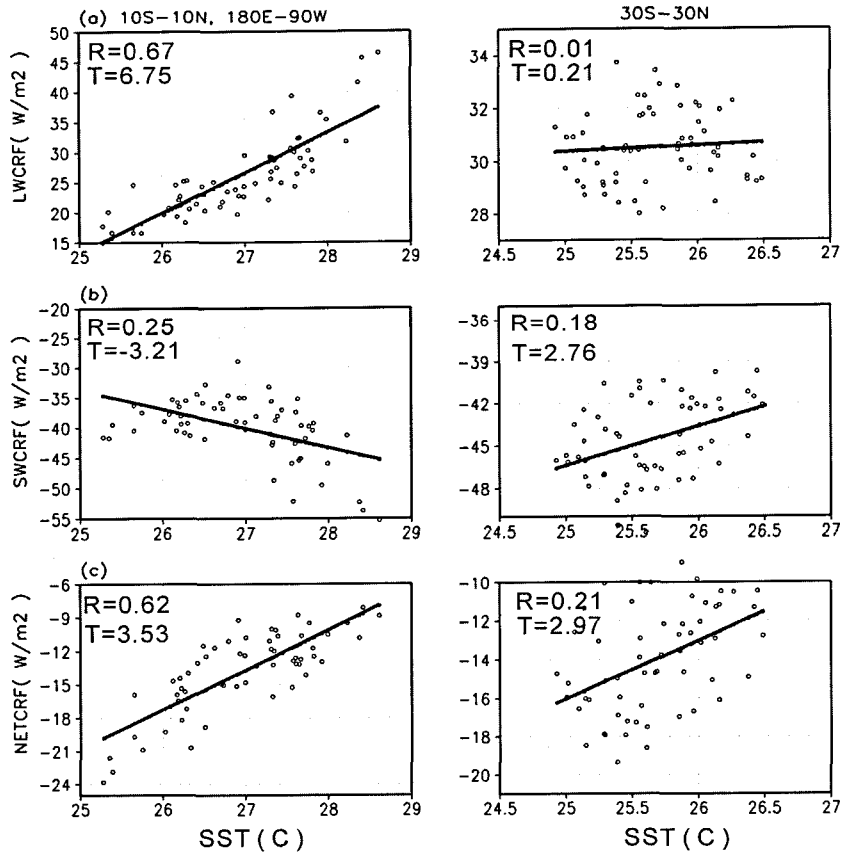 (a) 10S-10N, 180E-90W
30S-30N
LWCRF( W/m2 )
R=0.67
T=6.75
50
45
40
35
30
25
20
15
25 26 27 28 29
R=0.01
T=0.21
34
32
30
28
24.5 25 25.5 26 26.5 27
(b)
SWCRF( W/m2 )
R=0.25
T=-3.21
-20
-25
-30
-35
-40
-45
-50
-55
25 26 27 28 29
R=0.18
T=2.76
-36
-39
-42
-45
-48
24.5 25 25.5 26 26.5 27
(c)
NETCRF( W/m2 )
R=0.62
T=3.53
-6
-9
-12
-15
-18
-21
-24
25 26 27 28 29
SST(C)
R=0.21
T=2.97
-10
-12
-14
-16
-18
-20
24.5 25 25.5 26 26.5 27
SST(C)